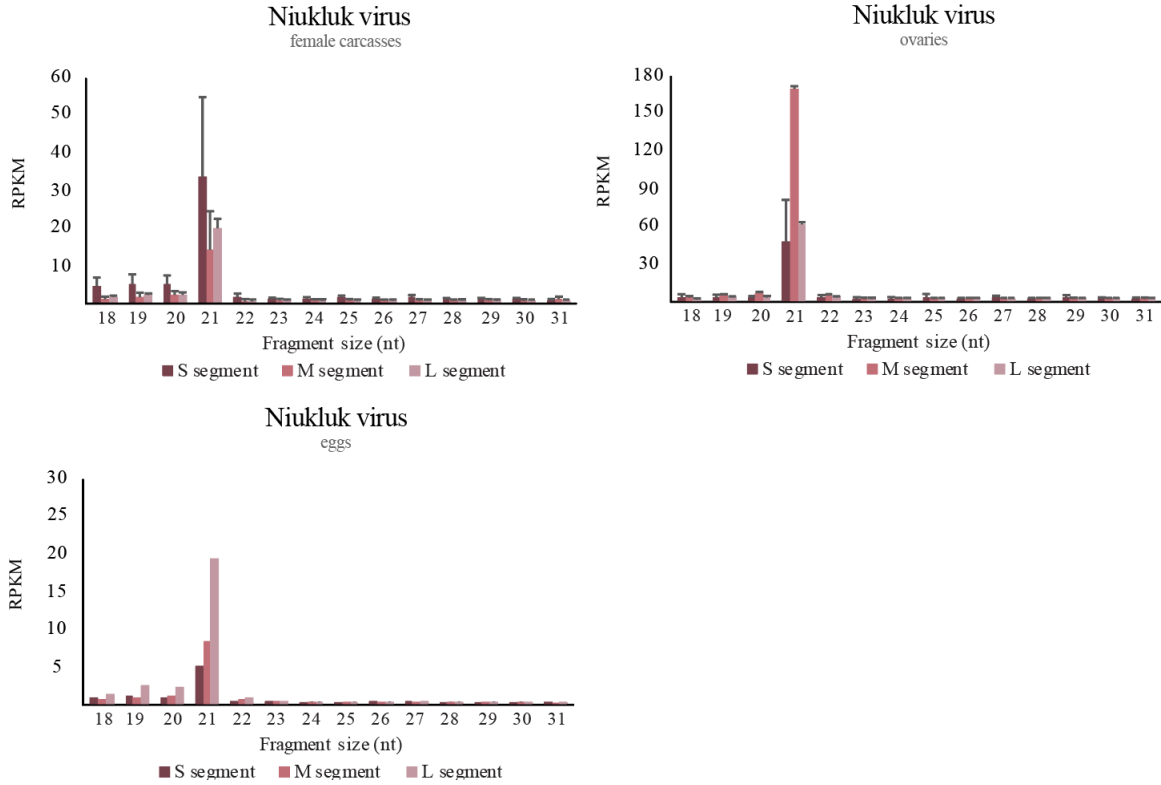 Niukluk virus
female carcasses
60
50
40
30
20
10
RPKM
18 19 20 21 22 23 24 25 26 27 28 29 30 31
Fragment size (nt)
S segment M segment L segment
Niukluk virus
ovaries
180
150
120
90
60
30
RPKM
18 19 20 21 22 23 24 25 26 27 28 29 30 31
Fragment size (nt)
S segment M segment L segment
Niukluk virus
eggs
30
25
20
15
10
5
RPKM
18 19 20 21 22 23 24 25 26 27 28 29 30 31
Fragment size (nt)
S segment M segment L segment